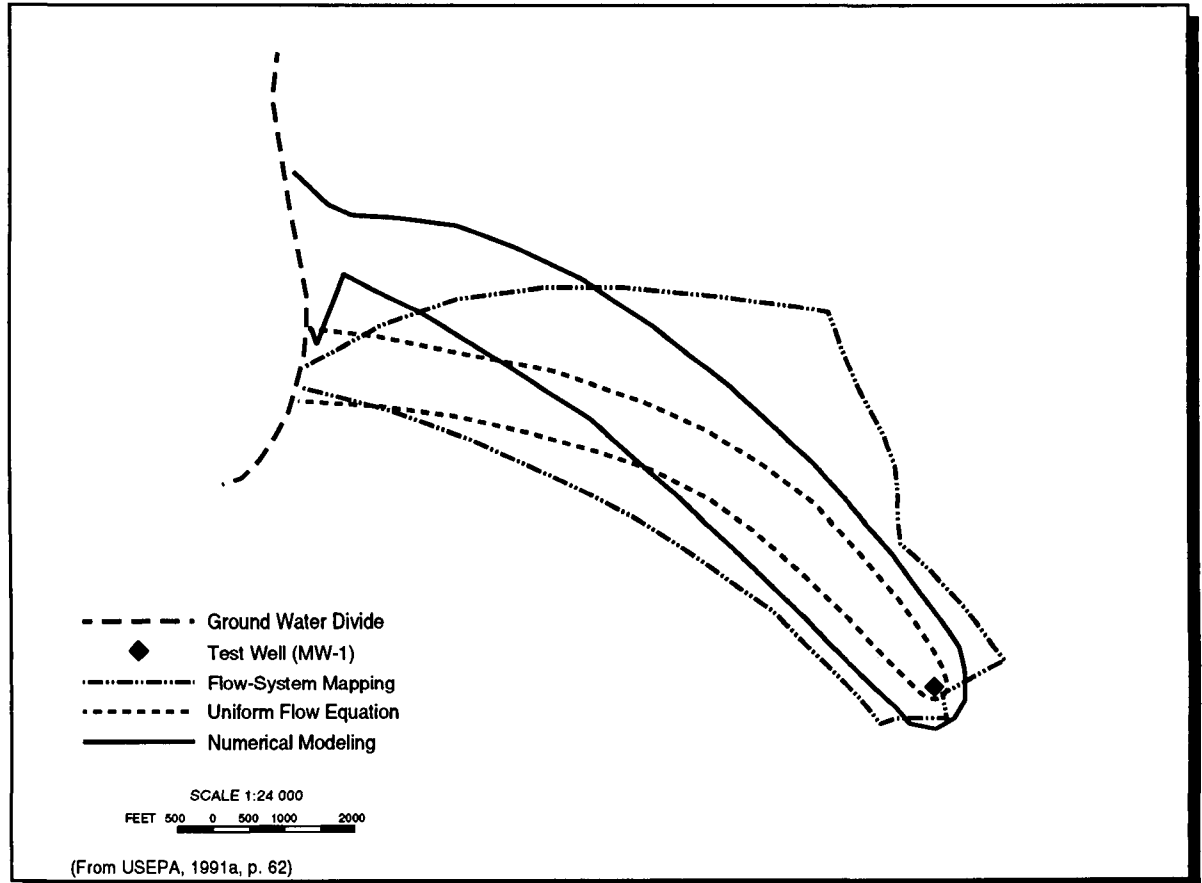 Ground Water Divide
Test Well (MW-1)
Flow-System Mapping
Uniform Flow Equation
Numerical Modeling
SCALE 1:24 000
FEET 500 0 500 1000 2000
(From USEPA, 1991a, p. 62)